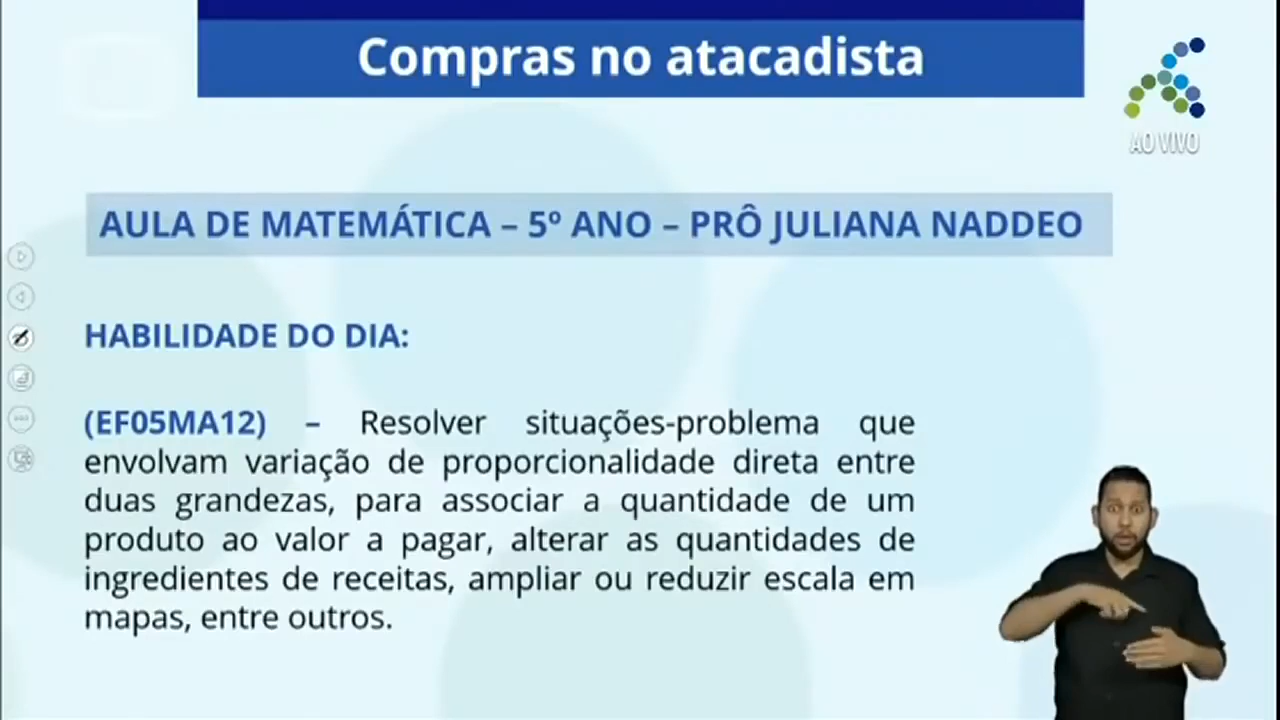 Compras no atacadista
AO VIVO
AULA DE MATEMÁTICA – 5º ANO – PRÔ JULIANA NADDEO
HABILIDADE DO DIA:
(EF05MA12) – Resolver situações-problema que
envolvam variação de proporcionalidade direta entre
duas grandezas, para associar a quantidade de um
produto ao valor a pagar, alterar as quantidades de
ingredientes de receitas, ampliar ou reduzir escala em
mapas, entre outros.